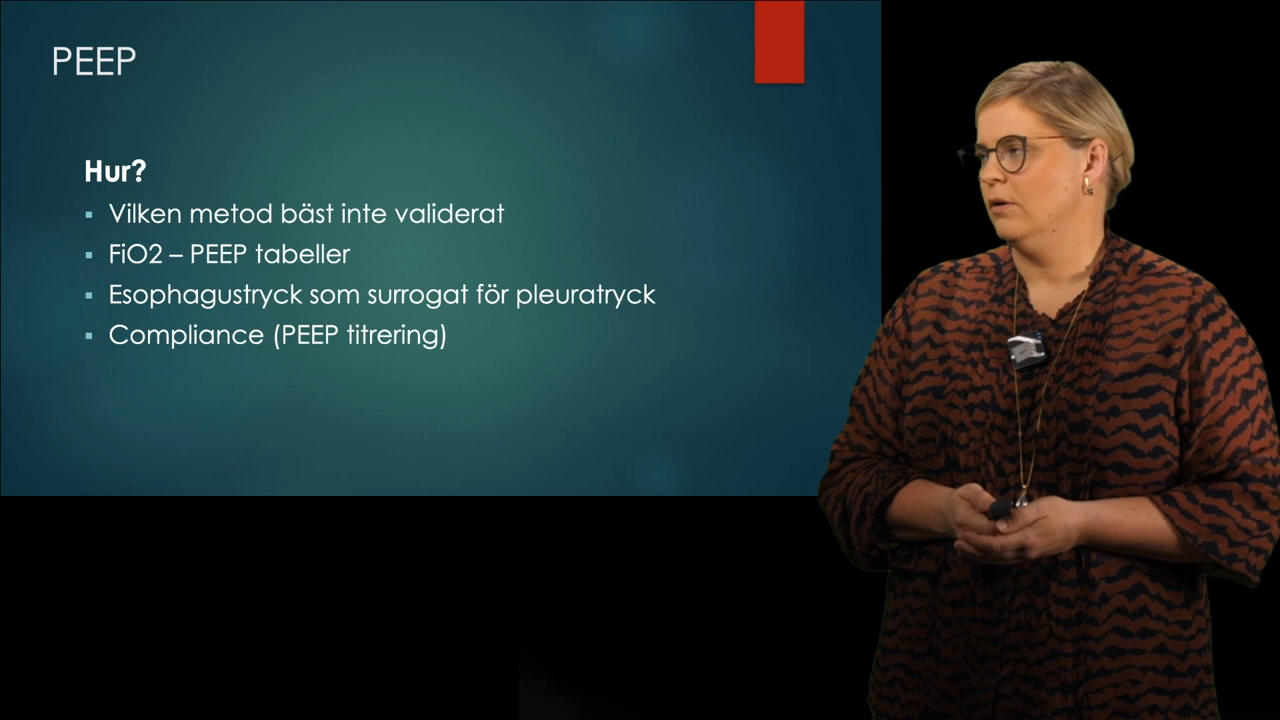 PEEP
Hur?
Vilken metod bäst inte validerat
FiO2 – PEEP tabeller
Esophagustryck som surrogat för pleuratryck
Compliance (PEEP titrering)